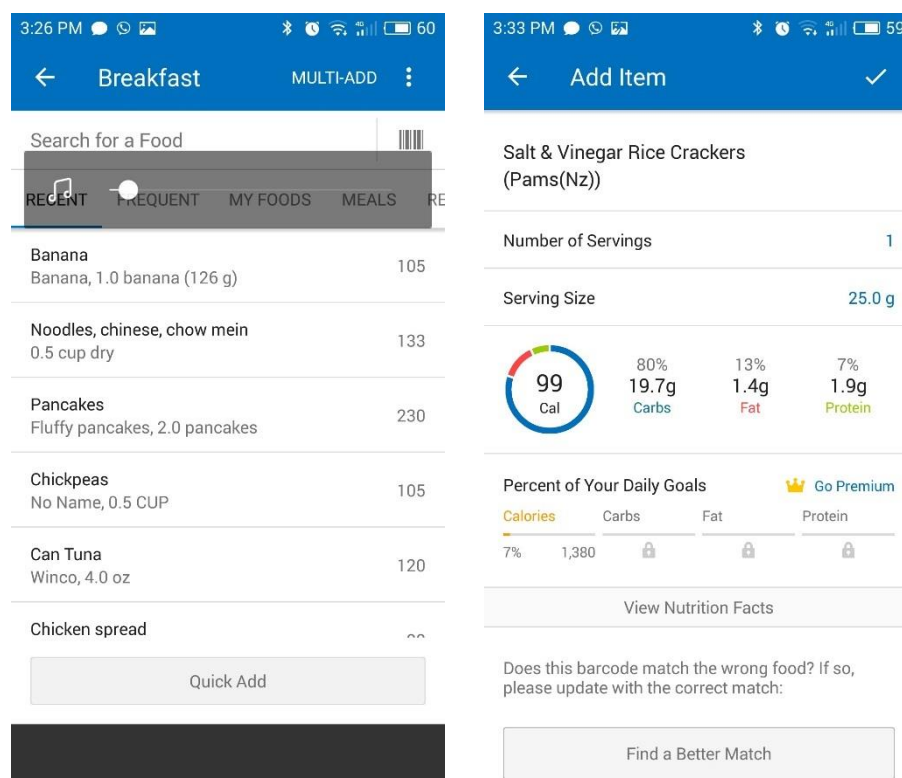 3:26 PM 60
Breakfast MULTI-ADD
Search for a Food
RECENT FREQUENT MY FOODS MEALS RE
Banana
Banana, 1.0 banana (126 g)
105
Noodles, chinese, chow mein
0.5 cup dry
133
Pancakes
Fluffy pancakes, 2.0 pancakes
230
Chickpeas
No Name, 0.5 CUP
105
Can Tuna
Winco, 4.0 oz
120
Chicken spread
Quick Add
3:33 PM 4G 59
Add Item
Salt & Vinegar Rice Crackers
(Pams(Nz))
Number of Servings 1
Serving Size 25.0 g
99
Cal
80% 13% 7%
19.7g 1.4g 1.9g
Carbs Fat Protein
Percent of Your Daily Goals Go Premium
Calories Carbs Fat Protein
7% 1,380
View Nutrition Facts
Does this barcode match the wrong food? If so,
please update with the correct match:
Find a Better Match